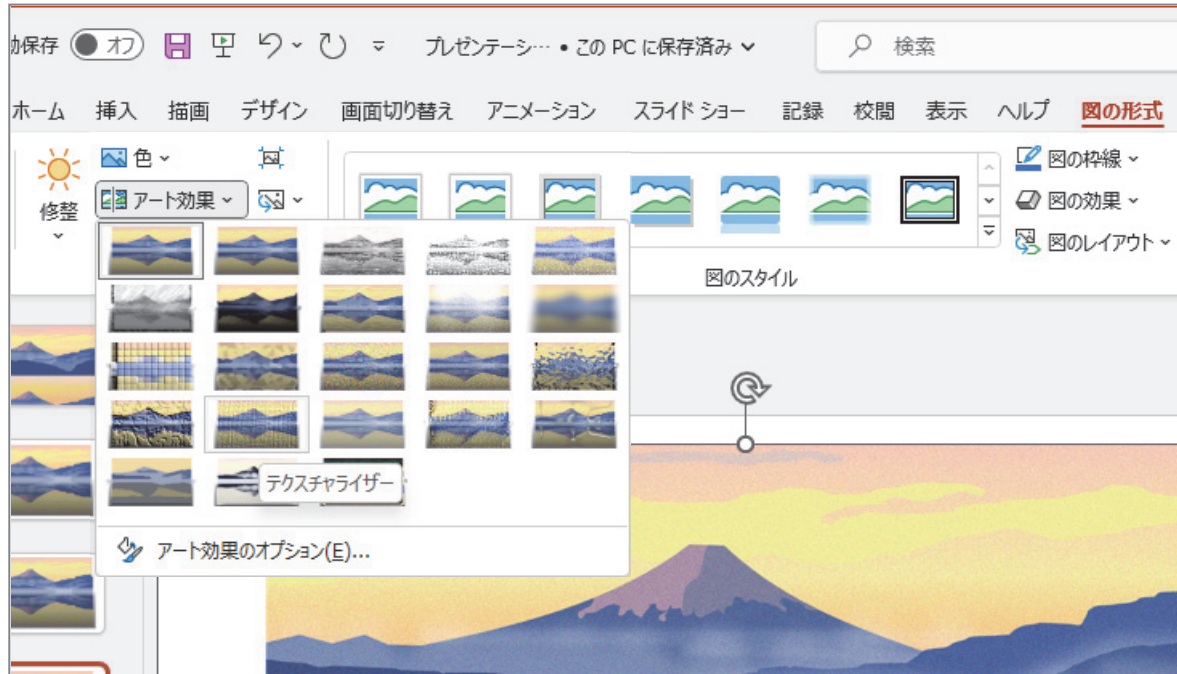 動保存 オフ プレゼンテーシ… • この PC に保存済み 検索
ホーム 挿入 描画 デザイン 画面切り替え アニメーション スライド ショー 記録 校閲 表示 ヘルプ 図の形式
修整
色
アート効果
図の枠線
図の効果
図のレイアウト
図のスタイル
テクスチャライザー
アート効果のオプション(E)...